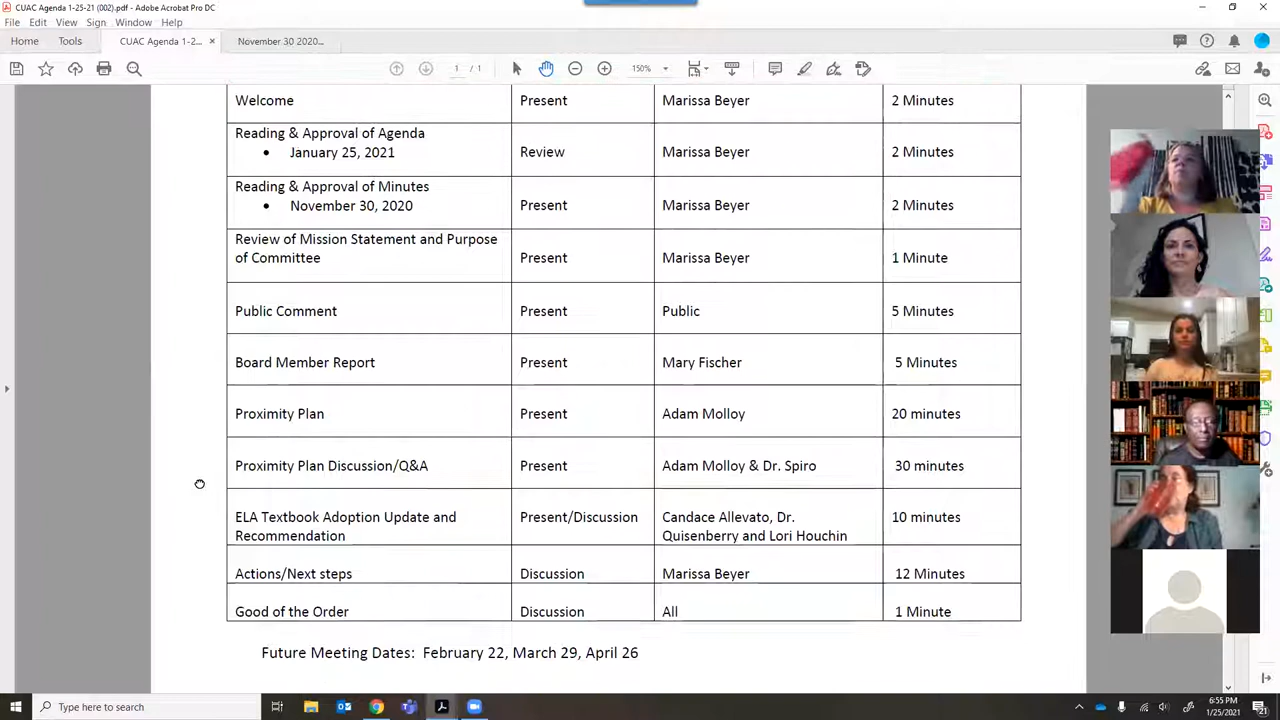 CUAC Agenda 1-25-21 (002).pdf - Adobe Acrobat Pro DC
File Edit View Sign Window Help
Home Tools CUAC Agenda 1-2... × November 30 2020...
1 / 1 150%
Welcome Present Marissa Beyer 2 Minutes
Reading & Approval of Agenda
• January 25, 2021 Review Marissa Beyer 2 Minutes
Reading & Approval of Minutes
• November 30, 2020 Present Marissa Beyer 2 Minutes
Review of Mission Statement and Purpose
of Committee Present Marissa Beyer 1 Minute
Public Comment Present Public 5 Minutes
Board Member Report Present Mary Fischer 5 Minutes
Proximity Plan Present Adam Molloy 20 minutes
Proximity Plan Discussion/Q&A Present Adam Molloy & Dr. Spiro 30 minutes
ELA Textbook Adoption Update and Present/Discussion Candace Allevato, Dr. 10 minutes
Recommendation Quisenberry and Lori Houchin
Actions/Next steps Discussion Marissa Beyer 12 Minutes
Good of the Order Discussion All 1 Minute
Future Meeting Dates: February 22, March 29, April 26
Type here to search
6:55 PM
1/25/2021
21